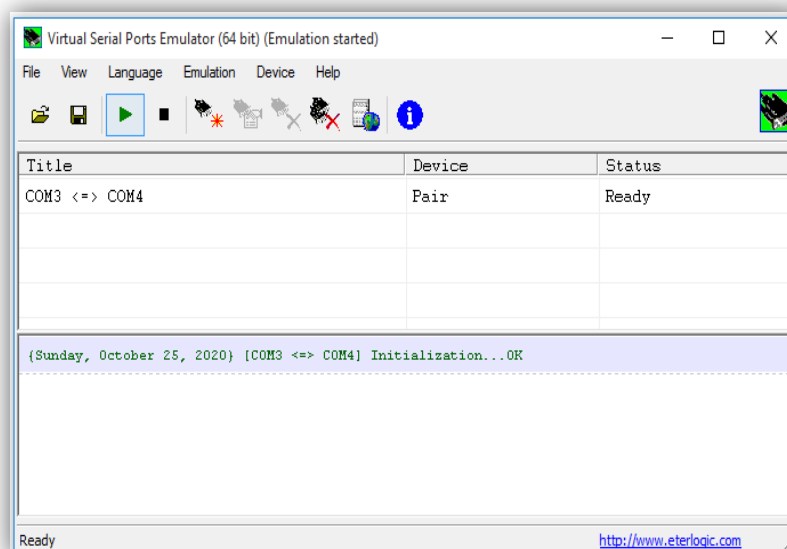 Virtual Serial Ports Emulator (64 bit) (Emulation started)
File View Language Emulation Device Help
Title Device Status
COM3 <=> COM4 Pair Ready
{Sunday, October 25, 2020} [COM3 <=> COM4] Initialization...OK
Ready http://www.eterlogic.com